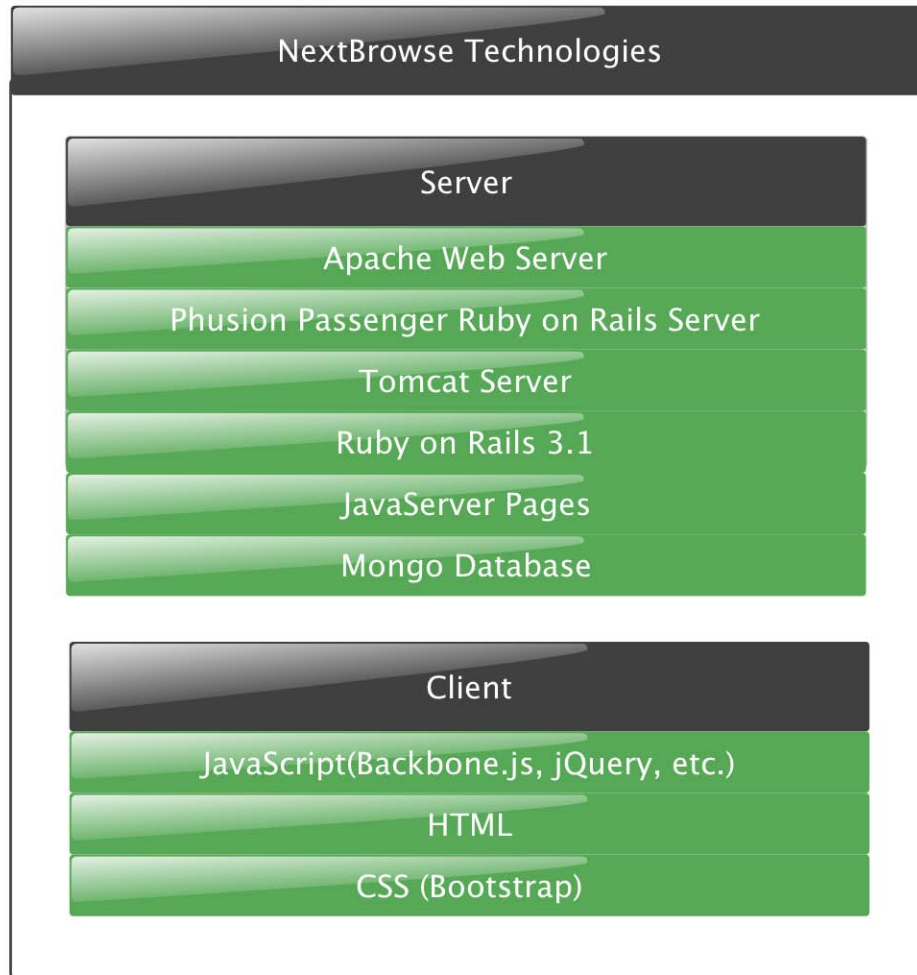 NextBrowse Technologies
Server
Apache Web Server
Phusion Passenger Ruby on Rails Server
Tomcat Server
Ruby on Rails 3.1
JavaServer Pages
Mongo Database
Client
JavaScript(Backbone.js, jQuery, etc.)
HTML
CSS (Bootstrap)